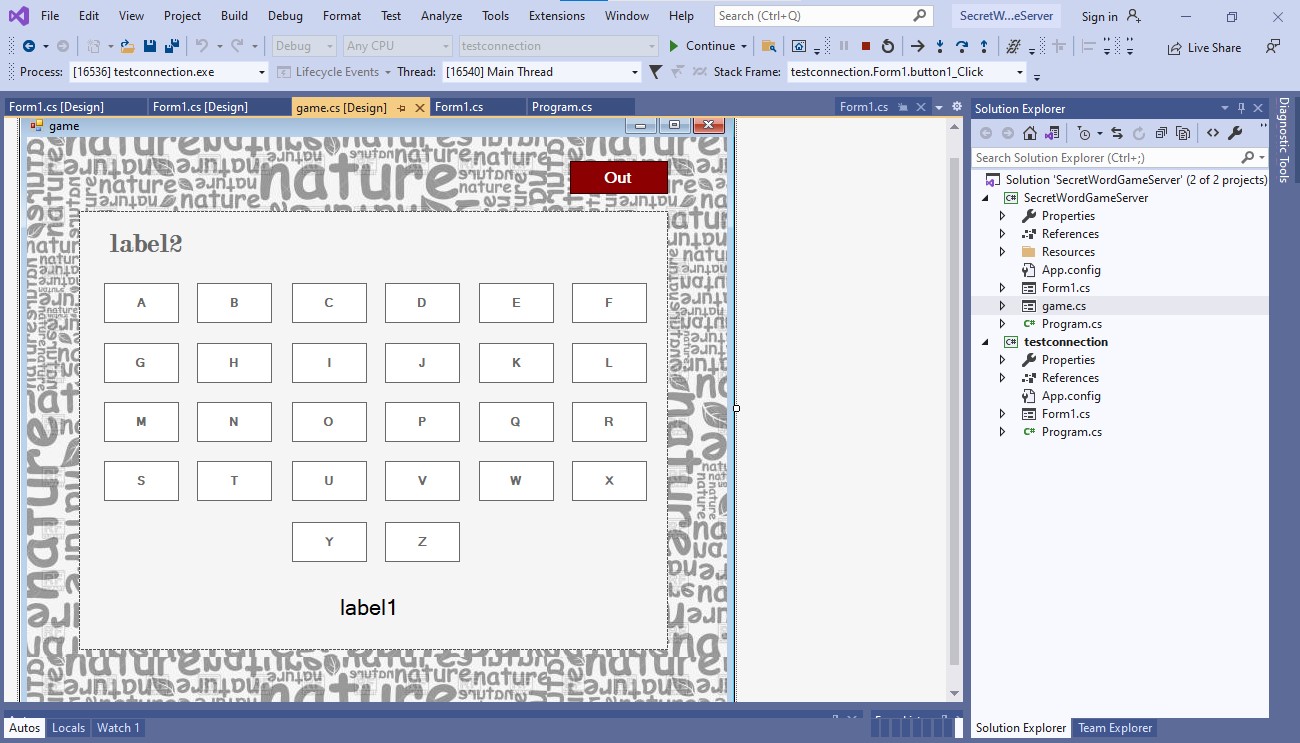 File Edit View Project Build Debug Format Test Analyze Tools Extensions Window Help Search (Ctrl+Q) SecretW...eServer Sign in
Debug Any CPU testconnection Continue Live Share
Process: [16536] testconnection.exe Lifecycle Events Thread: [16540] Main Thread Stack Frame: testconnection.Form1.button1_Click
Form1.cs [Design] Form1.cs [Design] game.cs [Design] Form1.cs Program.cs Form1.cs
game
Out
nature
label2
A B C D E F
G H I J K L
M N O P Q R
S T U V W X
Y Z
label1
Autos Locals Watch 1
Solution Explorer
Search Solution Explorer (Ctrl+;)
Solution 'SecretWordGameServer' (2 of 2 projects)
C# SecretWordGameServer
Properties
References
Resources
App.config
Form1.cs
game.cs
C# Program.cs
C# testconnection
Properties
References
App.config
Form1.cs
C# Program.cs
Solution Explorer Team Explorer
Diagnostic Tools